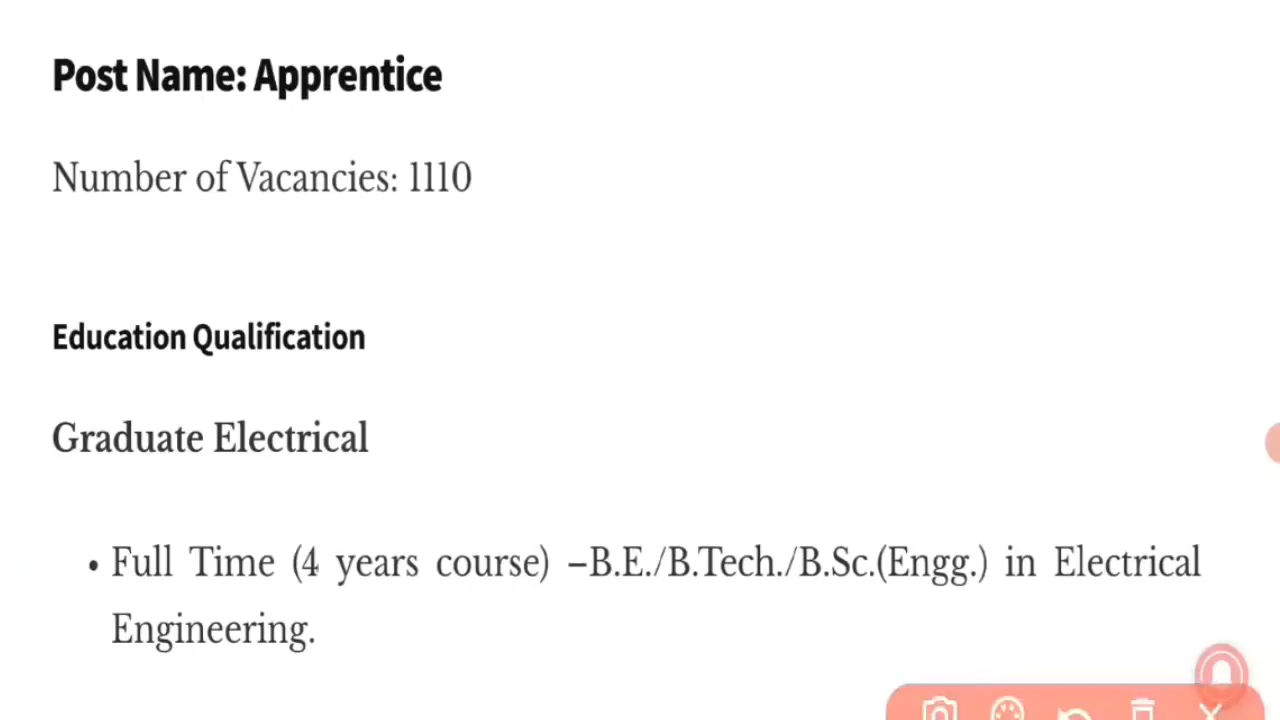 Post Name: Apprentice
Number of Vacancies: 1110
Education Qualification
Graduate Electrical
• Full Time (4 years course) –B.E./B.Tech./B.Sc.(Engg.) in Electrical
Engineering.